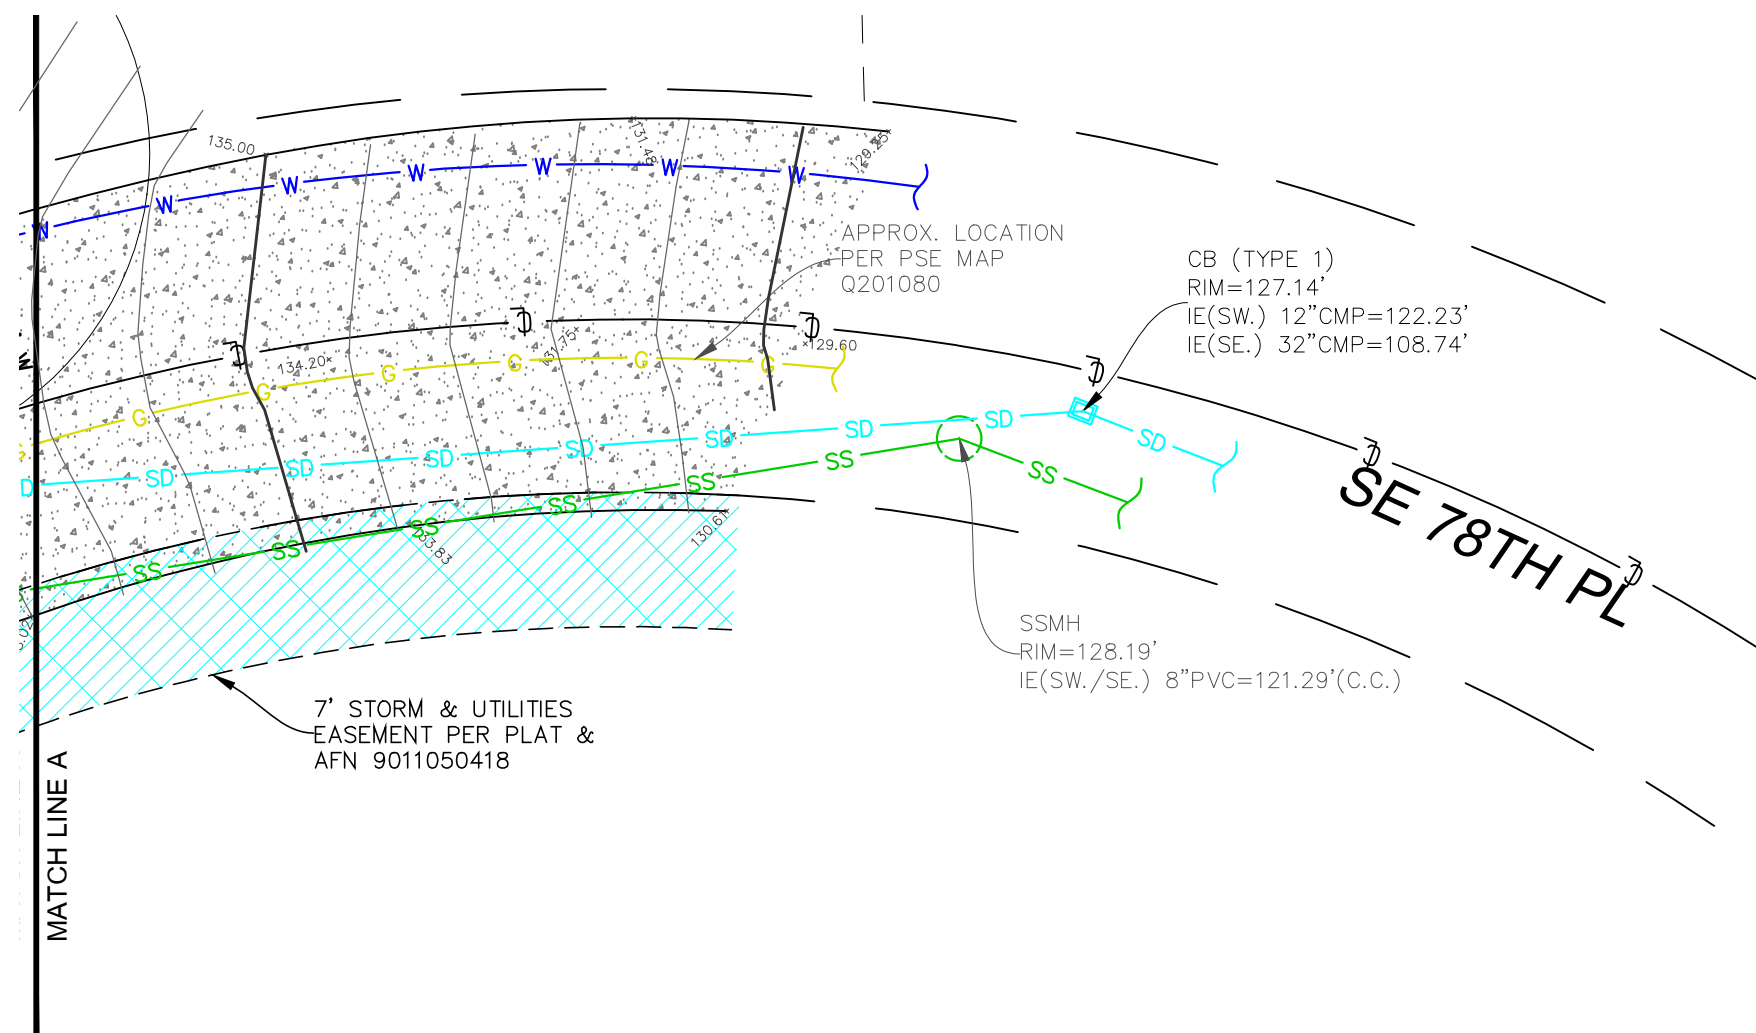 135.00
131.48
129.25
W
W
W
W
W
W
W
APPROX. LOCATION
PER PSE MAP
Q201080
CB (TYPE 1)
RIM=127.14'
IE(SW.) 12"CMP=122.23'
IE(SE.) 32"CMP=108.74'
134.20
131.75
129.60
G
G
G
G
G
G
G
SD
SD
SD
SD
SD
SD
SD
SD
SS
SS
SS
SS
SS
SS
SS
SE 78TH PL
130.61
SSMH
RIM=128.19'
IE(SW./SE.) 8"PVC=121.29'(C.C.)
7' STORM & UTILITIES
EASEMENT PER PLAT &
AFN 9011050418
MATCH LINE A